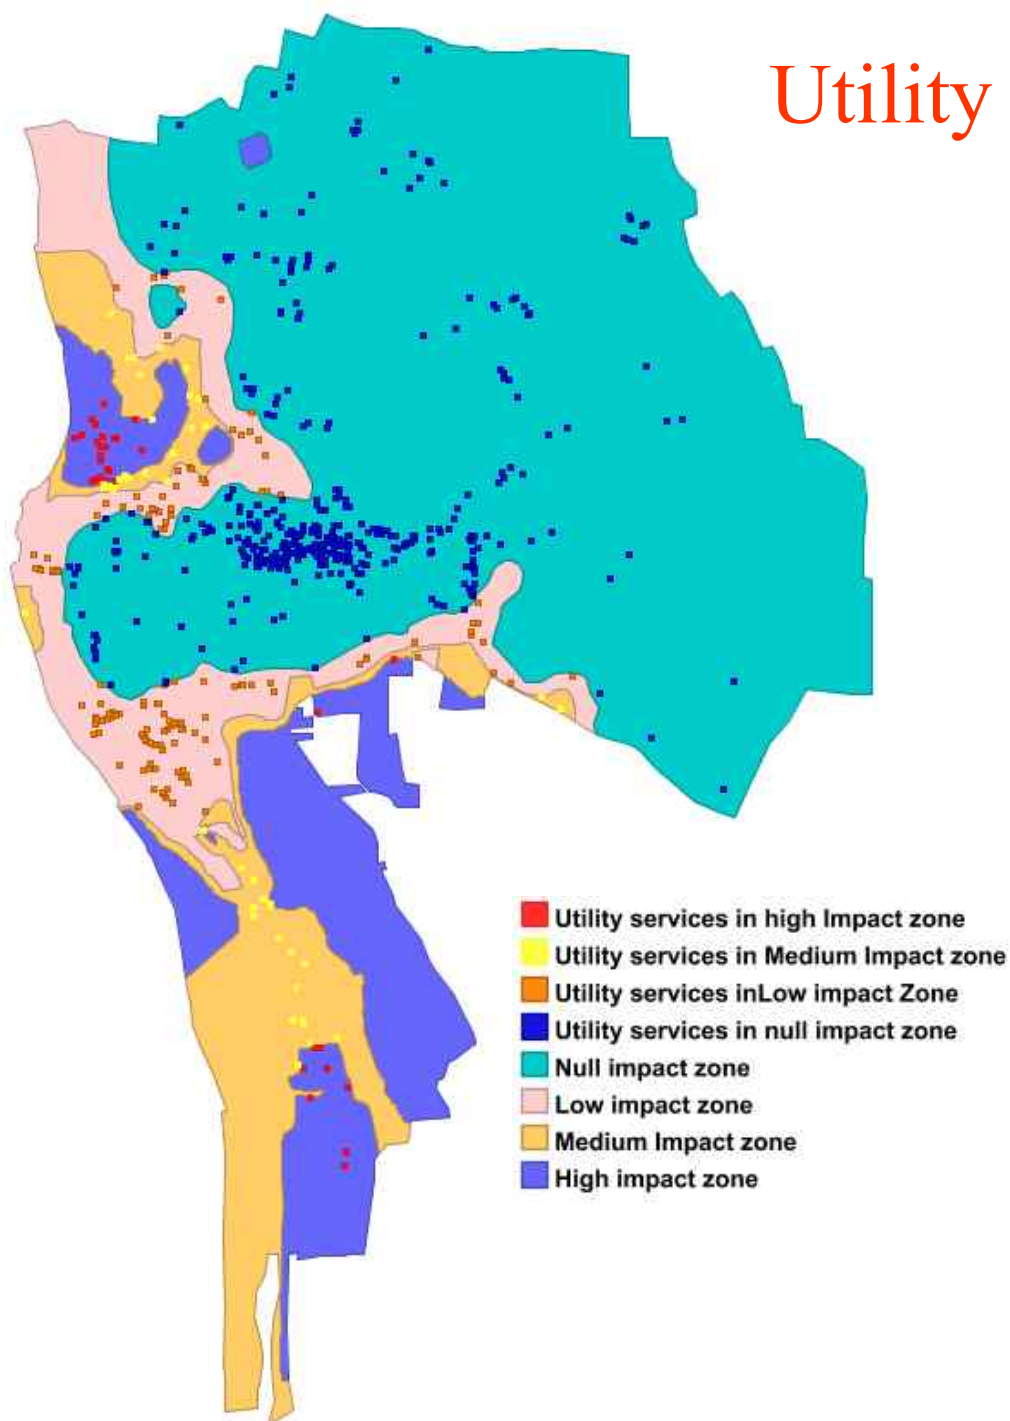 Utility
Utility services in high Impact zone
Utility services in Medium Impact zone
Utility services inLow impact Zone
Utility services in null impact zone
Null impact zone
Low impact zone
Medium Impact zone
High impact zone